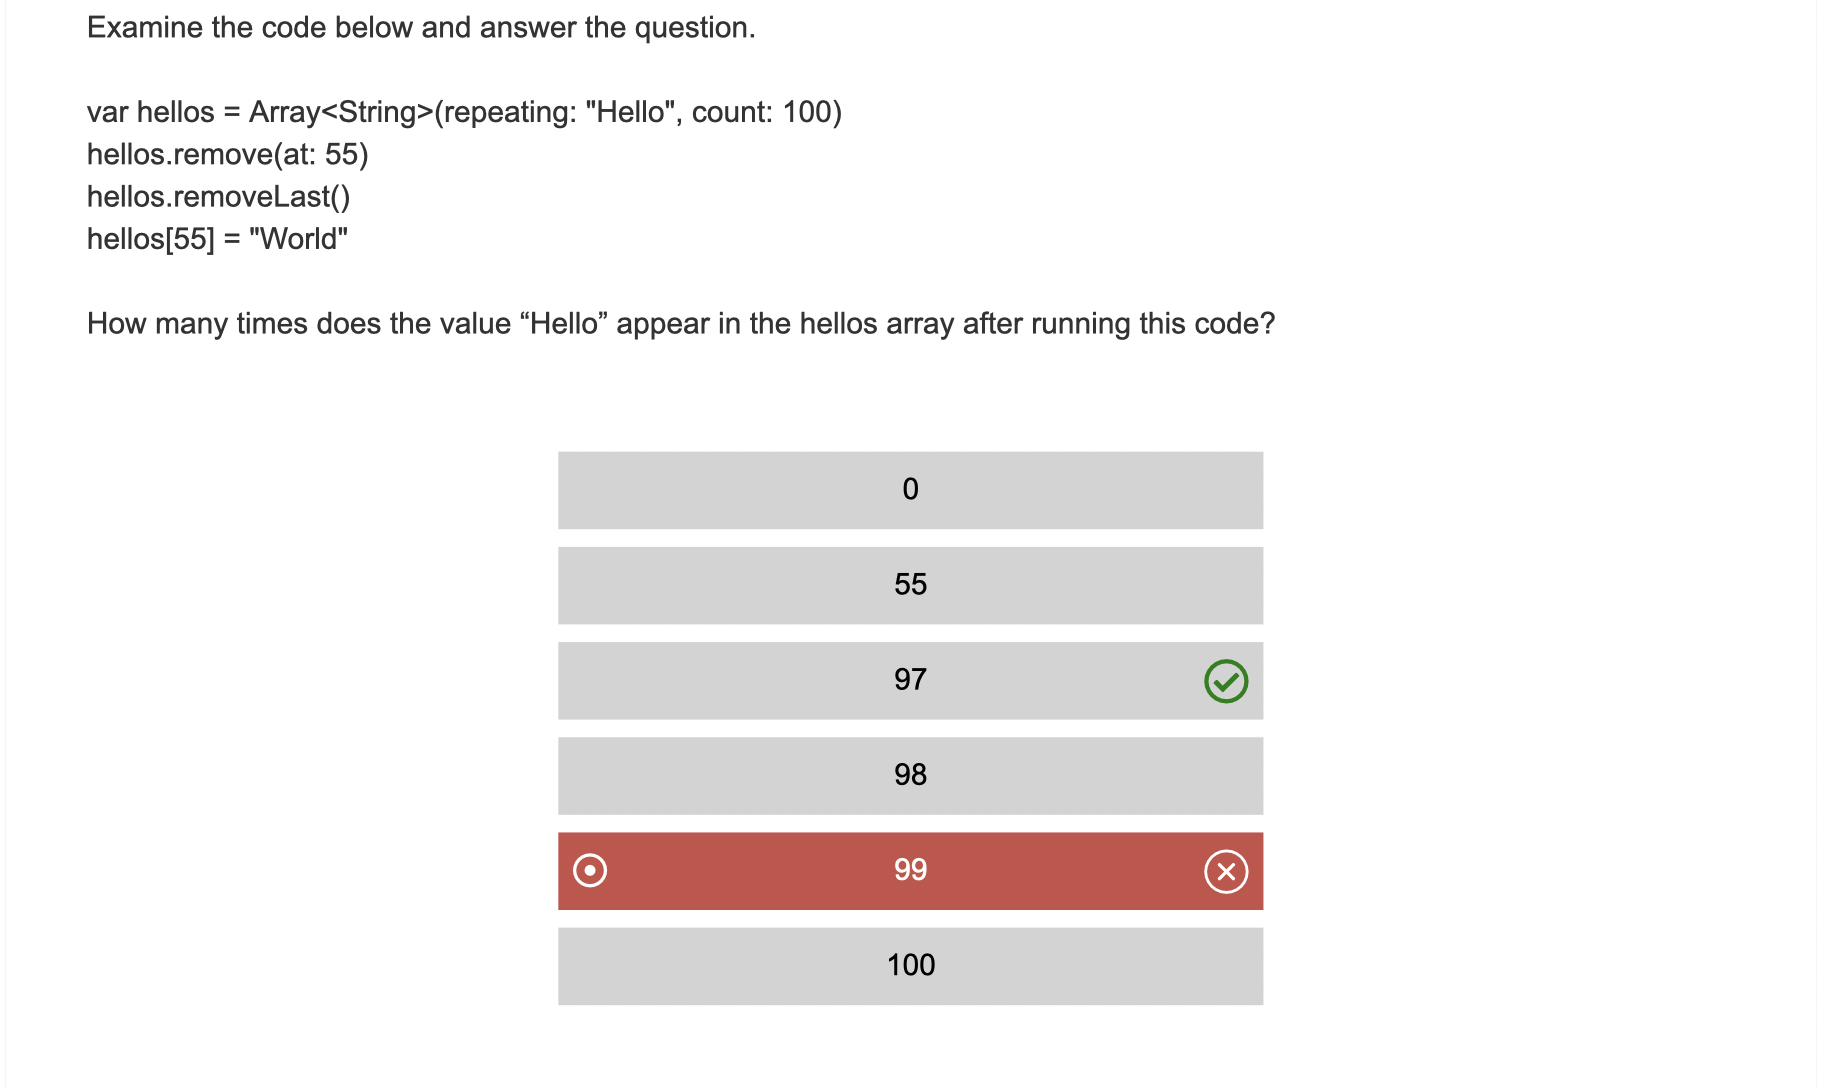 Examine the code below and answer the question.
var hellos = Array<String>(repeating: "Hello", count: 100)
hellos.remove(at: 55)
hellos.removeLast()
hellos[55] = "World"
How many times does the value “Hello” appear in the hellos array after running this code?
0
55
97
98
99
100